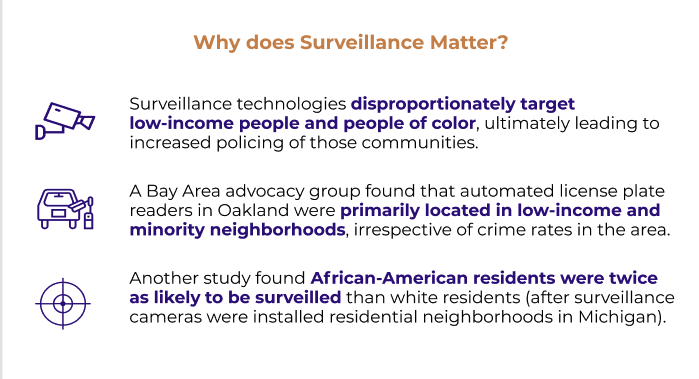 Why does Surveillance Matter?
Surveillance technologies disproportionately target
low-income people and people of color, ultimately leading to
increased policing of those communities.
A Bay Area advocacy group found that automated license plate
readers in Oakland were primarily located in low-income and
minority neighborhoods, irrespective of crime rates in the area.
Another study found African-American residents were twice
as likely to be surveilled than white residents (after surveillance
cameras were installed residential neighborhoods in Michigan).